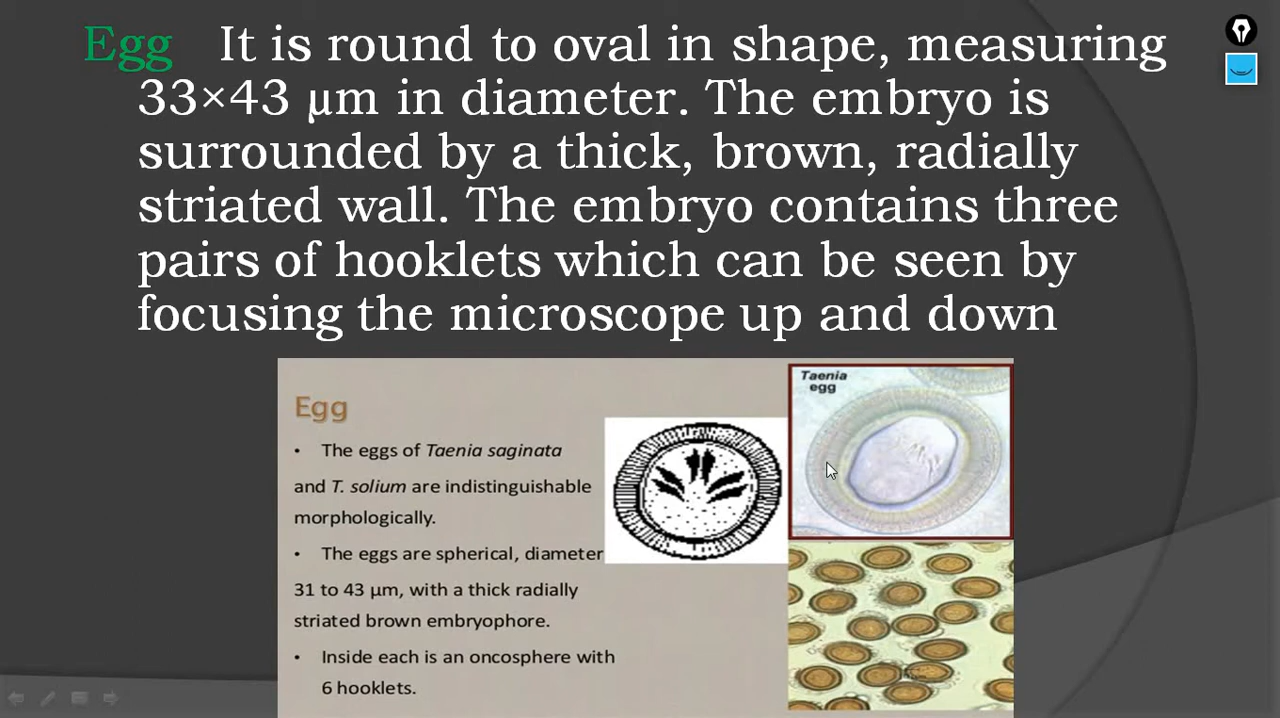 Egg It is round to oval in shape, measuring
33×43 µm in diameter. The embryo is
surrounded by a thick, brown, radially
striated wall. The embryo contains three
pairs of hooklets which can be seen by
focusing the microscope up and down
Egg
• The eggs of Taenia saginata
and T. solium are indistinguishable
morphologically.
• The eggs are spherical, diameter
31 to 43 µm, with a thick radially
striated brown embryophore.
• Inside each is an oncosphere with
6 hooklets.
Taenia
egg